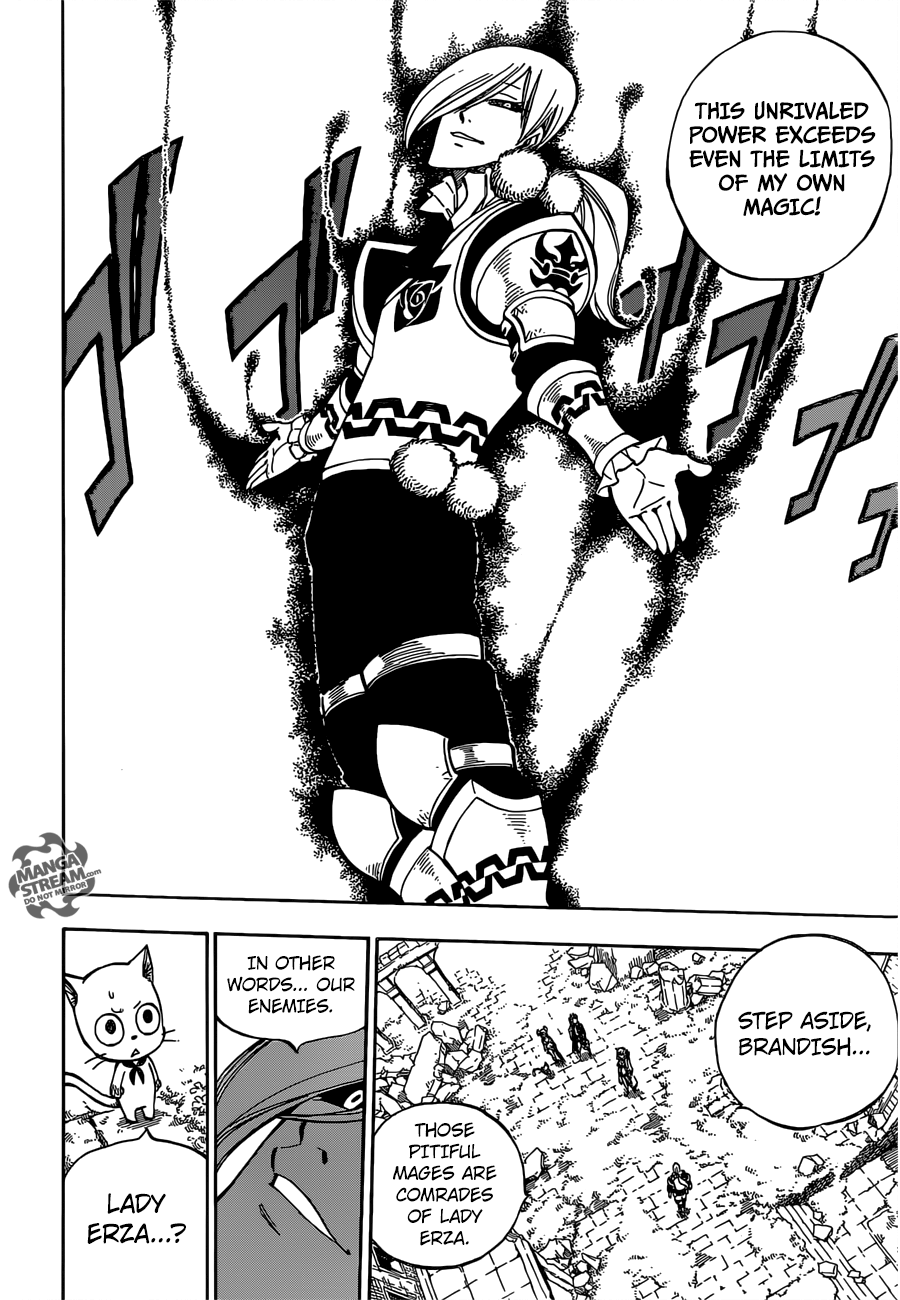 THIS UNRIVALED
POWER EXCEEDS
EVEN THE LIMITS
OF MY OWN
MAGIC!
STEP ASIDE,
BRANDISH...
THOSE
PITIFUL
MAGES ARE
COMRADES
OF LADY
ERZA.
IN OTHER
WORDS... OUR
ENEMIES.
LADY
ERZA...?
MANGA
STREAM.com
DO NOT MIRROR